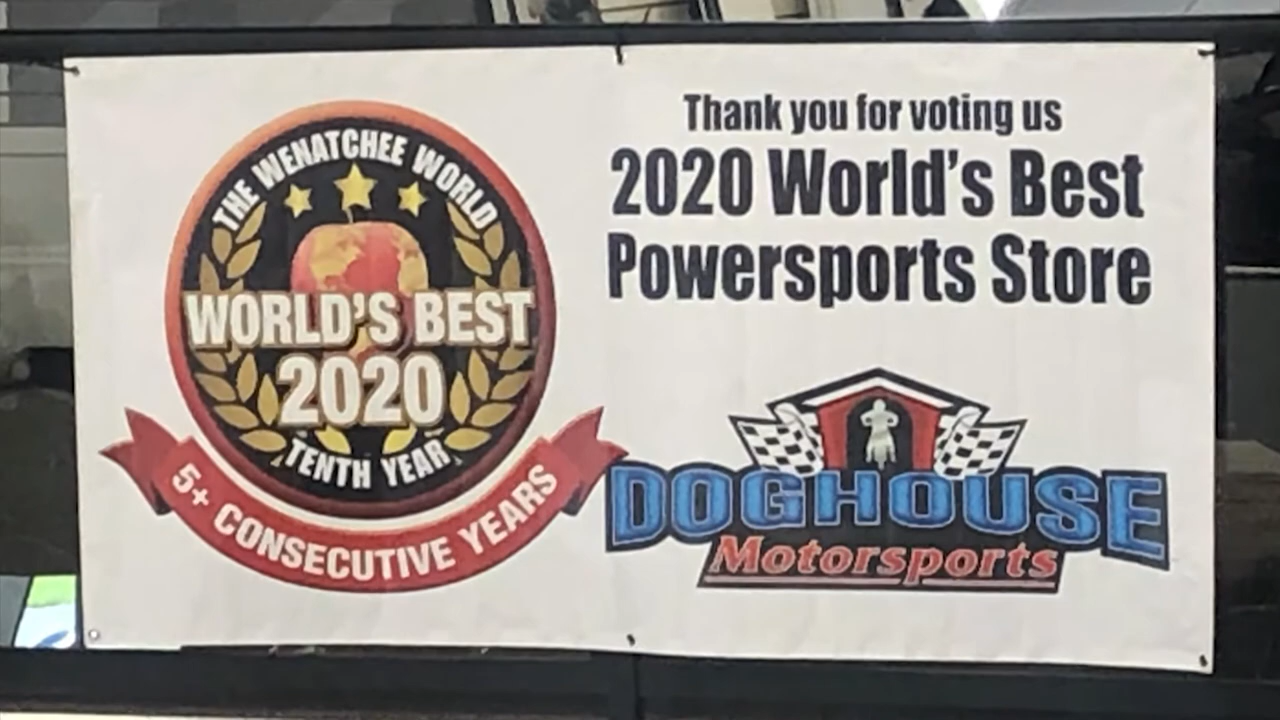 THE WENATCHEE WORLD
WORLD'S BEST
2020
TENTH YEAR
5+ CONSECUTIVE YEARS
Thank you for voting us
2020 World's Best
Powersports Store
DOGHOUSE
Motorsports